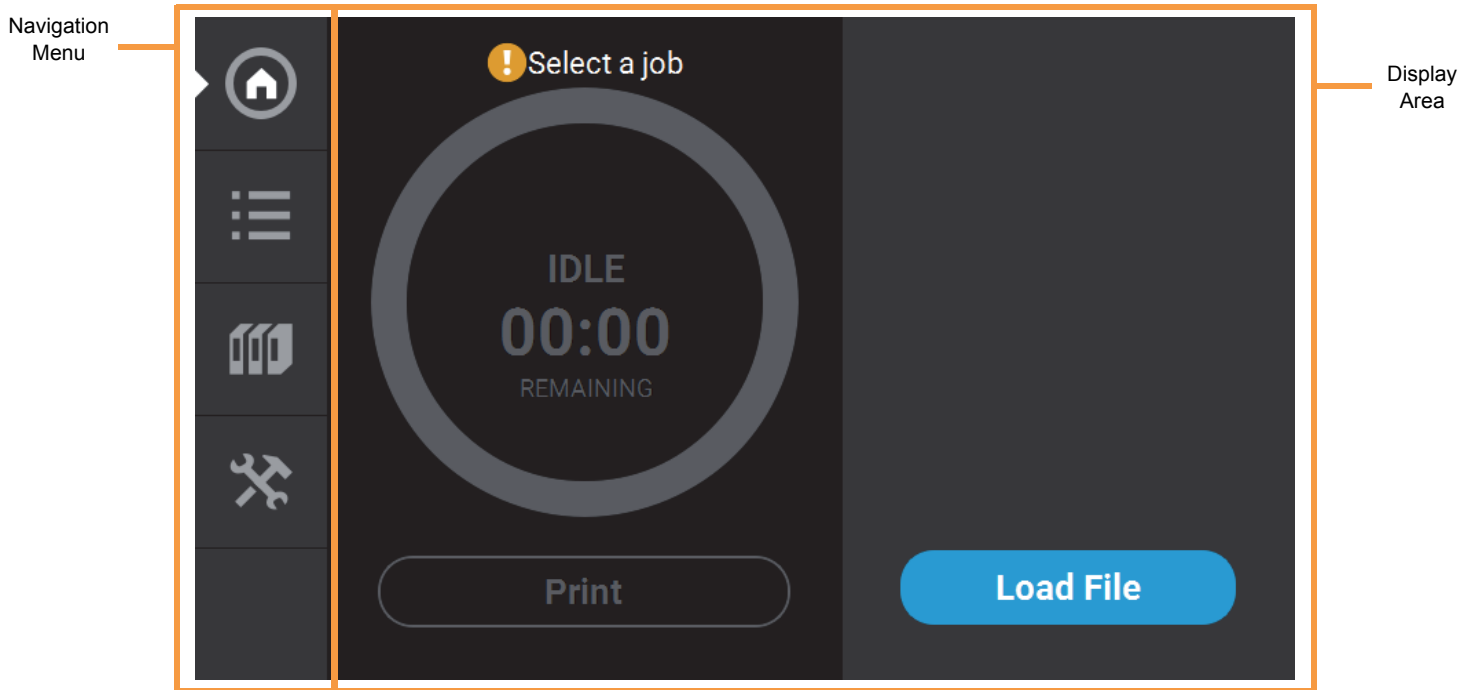 Navigation
Menu
Select a job
IDLE
00:00
REMAINING
Print
Load File
Display
Area